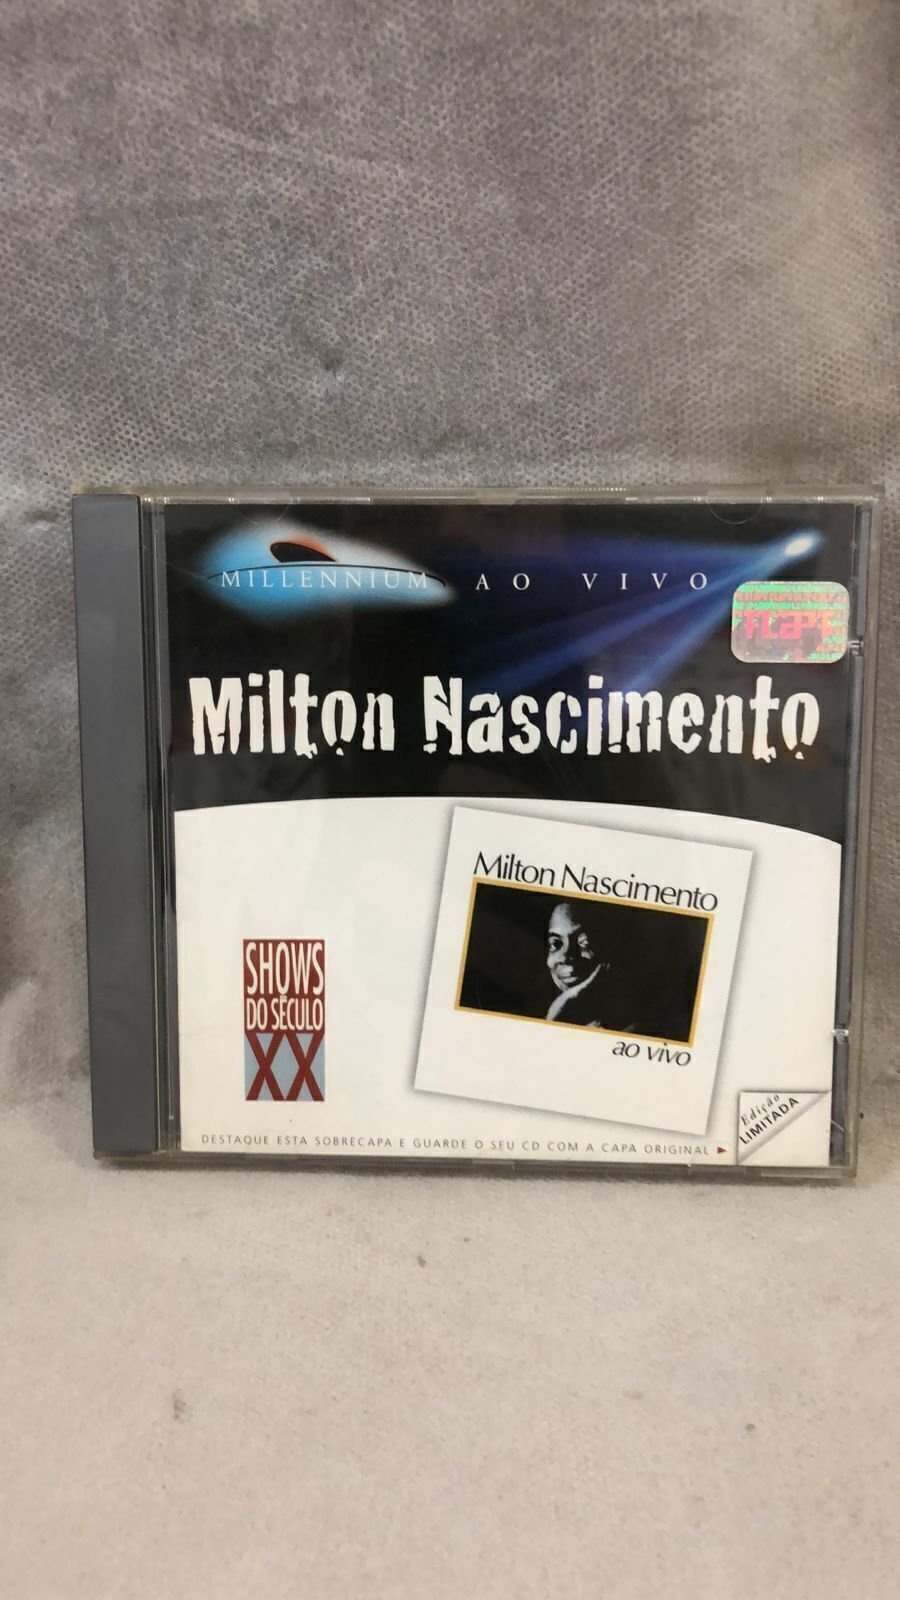 MILLENNIUM AO VIVO
Milton Nascimento
Milton Nascimento
ao vivo
SHOWS
DO SÉCULO
XX
Edição
LIMITADA
DESTAQUE ESTA SOBRECAPA E GUARDE O SEU CD COM A CAPA ORIGINAL